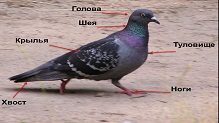 Голова
Шея
Крылья
Туловище
Ноги
Хвост